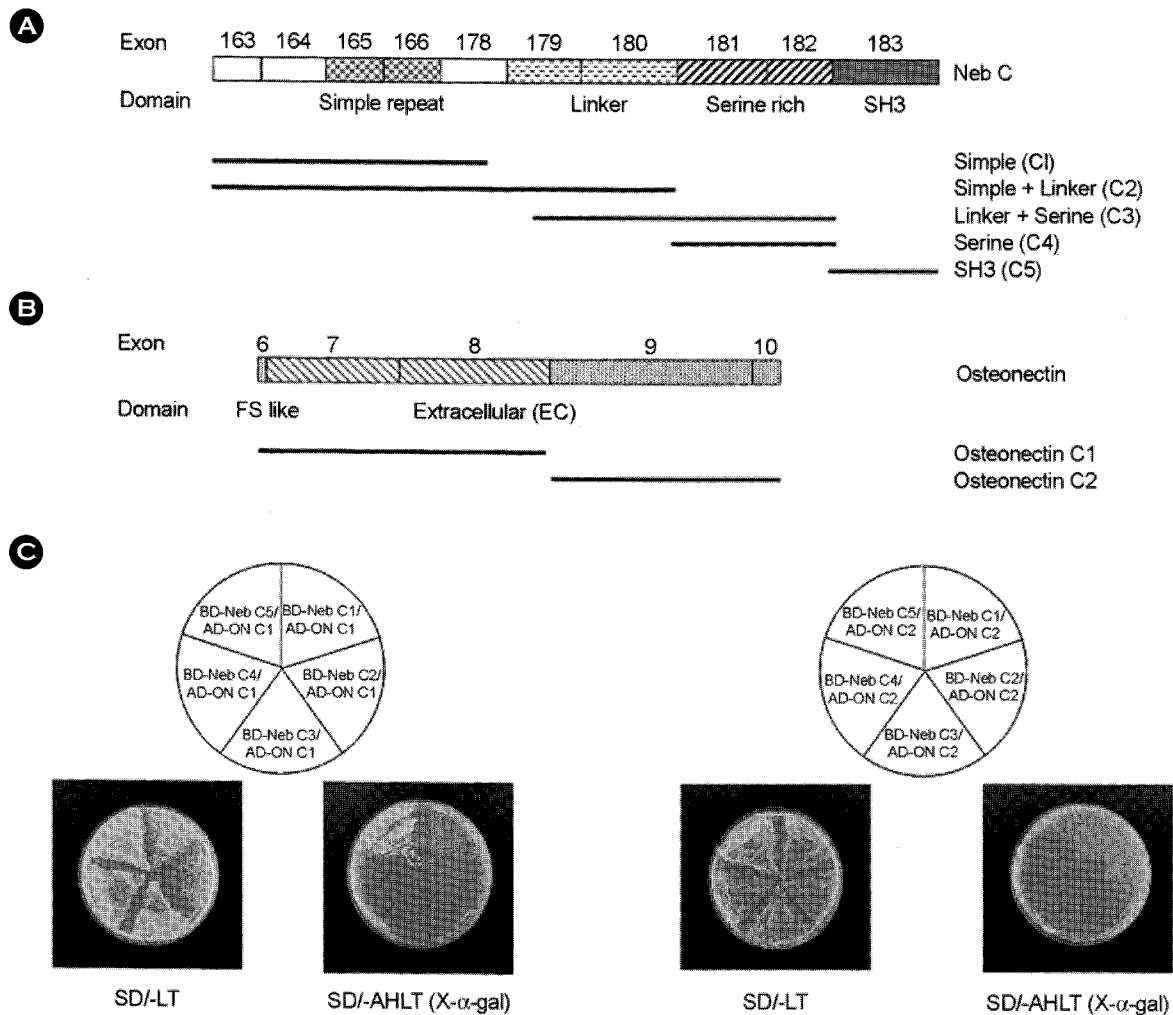 A
Exon 163 164 165 166 178 179 180 181 182 183
Neb C
Domain Simple repeat Linker Serine rich SH3
Simple (Cl)
Simple + Linker (C2)
Linker + Serine (C3)
Serine (C4)
SH3 (C5)
B
Exon 6 7 8 9 10
Osteonectin
Domain FS like Extracellular (EC)
Osteonectin C1
Osteonectin C2
C
BD-Neb C5/
AD-ON C1
BD-Neb C1/
AD-ON C1
BD-Neb C4/
AD-ON C1
BD-Neb C2/
AD-ON C1
BD-Neb C3/
AD-ON C1
BD-Neb C5/
AD-ON C2
BD-Neb C1/
AD-ON C2
BD-Neb C4/
AD-ON C2
BD-Neb C2/
AD-ON C2
BD-Neb C3/
AD-ON C2
SD/-LT
SD/-AHLT (X-α-gal)
SD/-LT
SD/-AHLT (X-α-gal)